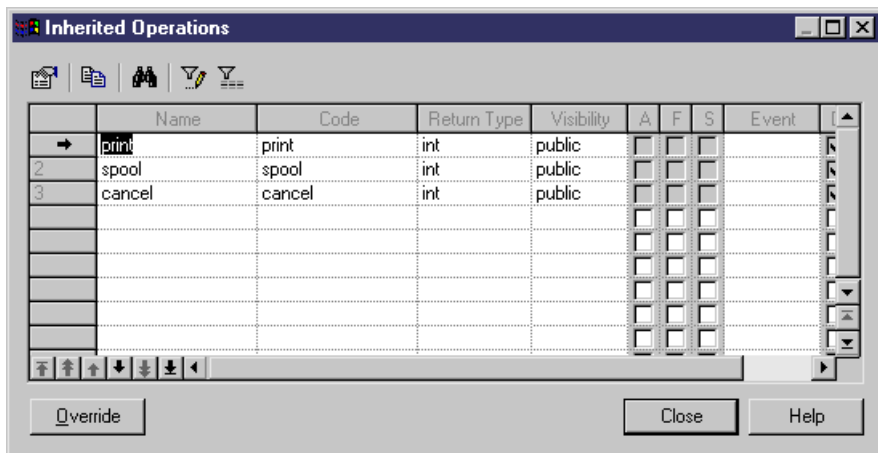 Inherited Operations
Name Code Return Type Visibility A F S Event D
print print int public
2 spool spool int public
3 cancel cancel int public
Override Close Help